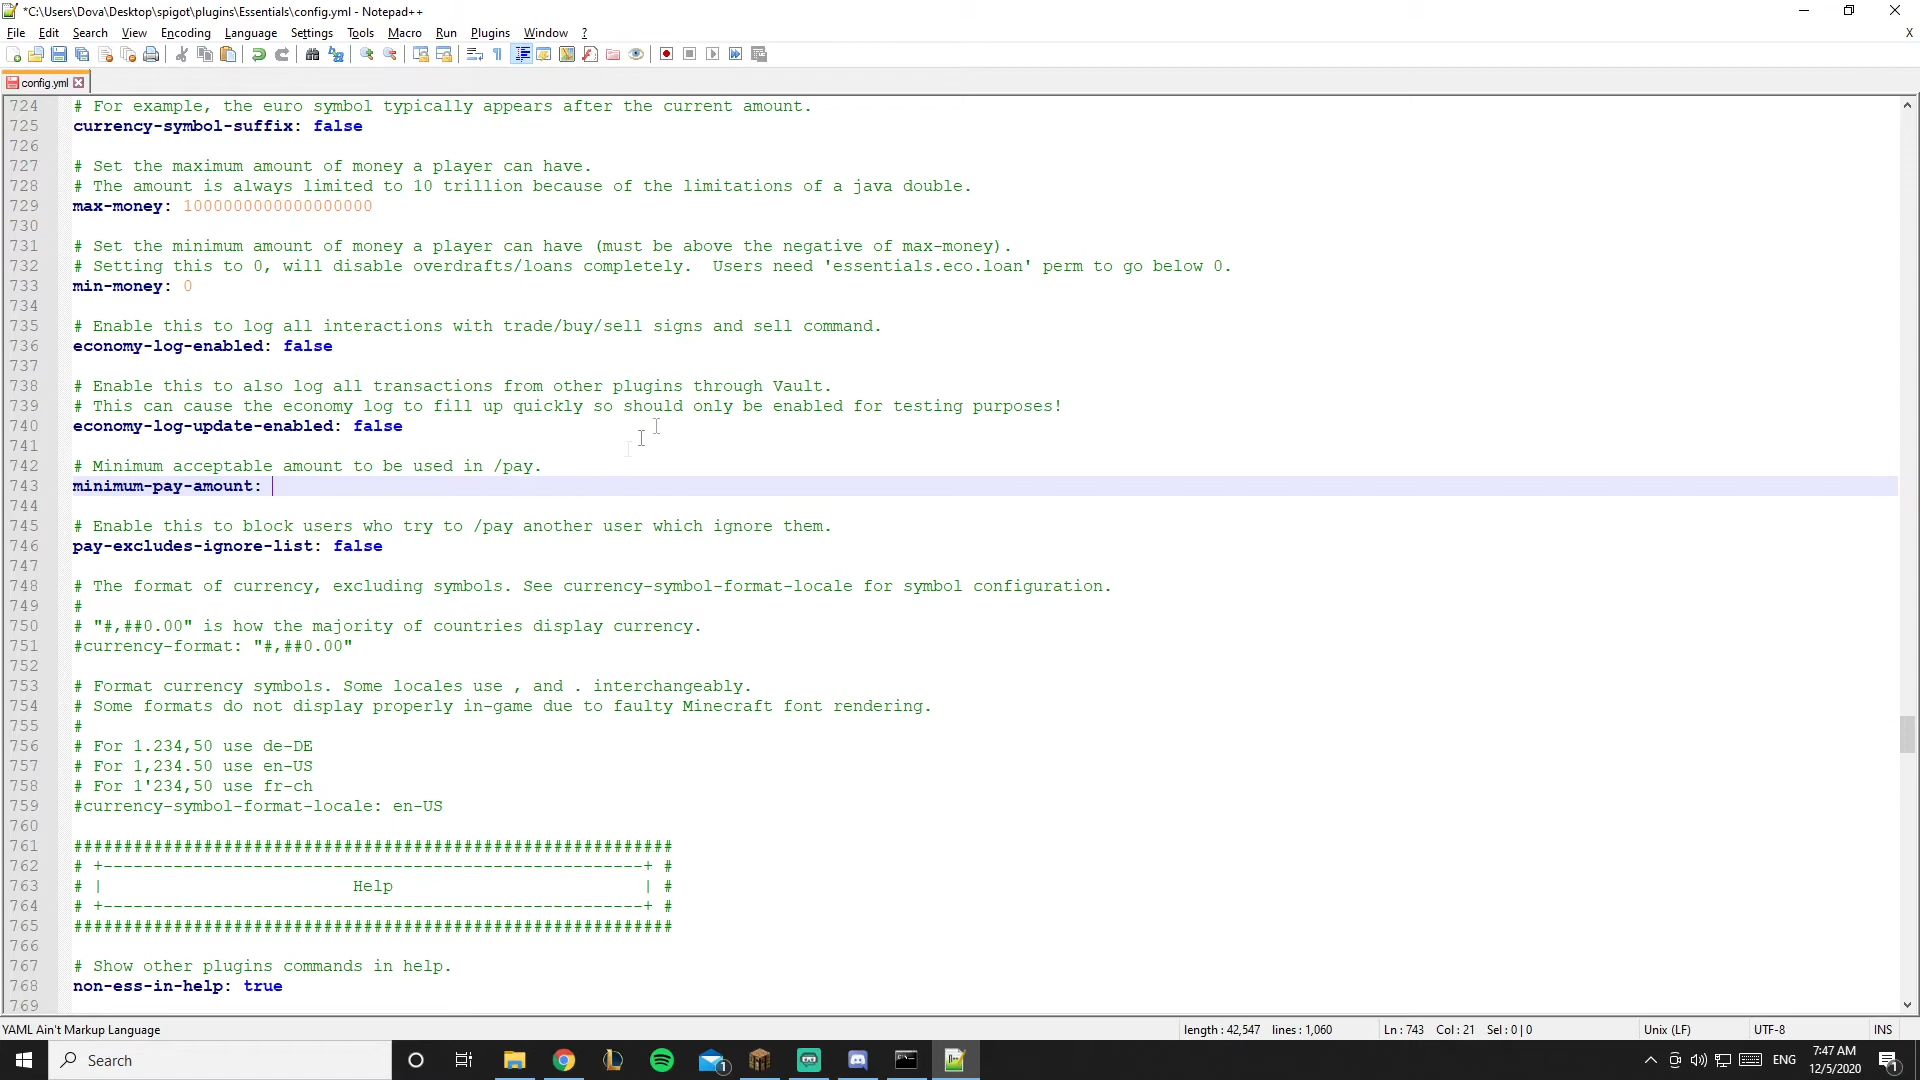 *C:\Users\Dova\Desktop\spigot\plugins\Essentials\config.yml - Notepad++
File Edit Search View Encoding Language Settings Tools Macro Run Plugins Window ? X
config.yml
724 # For example, the euro symbol typically appears after the current amount.
725 currency-symbol-suffix: false
726
727 # Set the maximum amount of money a player can have.
728 # The amount is always limited to 10 trillion because of the limitations of a java double.
729 max-money: 1000000000000000000
730
731 # Set the minimum amount of money a player can have (must be above the negative of max-money).
732 # Setting this to 0, will disable overdrafts/loans completely.  Users need 'essentials.eco.loan' perm to go below 0.
733 min-money: 0
734
735 # Enable this to log all interactions with trade/buy/sell signs and sell command.
736 economy-log-enabled: false
737
738 # Enable this to also log all transactions from other plugins through Vault.
739 # This can cause the economy log to fill up quickly so should only be enabled for testing purposes!
740 economy-log-update-enabled: false
741
742 # Minimum acceptable amount to be used in /pay.
743 minimum-pay-amount:
744
745 # Enable this to block users who try to /pay another user which ignore them.
746 pay-excludes-ignore-list: false
747
748 # The format of currency, excluding symbols. See currency-symbol-format-locale for symbol configuration.
749 #
750 # "#,##0.00" is how the majority of countries display currency.
751 #currency-format: "#,##0.00"
752
753 # Format currency symbols. Some locales use , and . interchangeably.
754 # Some formats do not display properly in-game due to faulty Minecraft font rendering.
755 #
756 # For 1.234,50 use de-DE
757 # For 1,234.50 use en-US
758 # For 1'234,50 use fr-ch
759 #currency-symbol-format-locale: en-US
760
761 ############################################################
762 # +------------------------------------------------------+ #
763 # |                         Help                         | #
764 # +------------------------------------------------------+ #
765 ############################################################
766
767 # Show other plugins commands in help.
768 non-ess-in-help: true
769
YAML Ain't Markup Language length : 42,547 lines : 1,060 Ln : 743 Col : 21 Sel : 0 | 0 Unix (LF) UTF-8 INS
Search 1 ENG 7:47 AM 1
12/5/2020